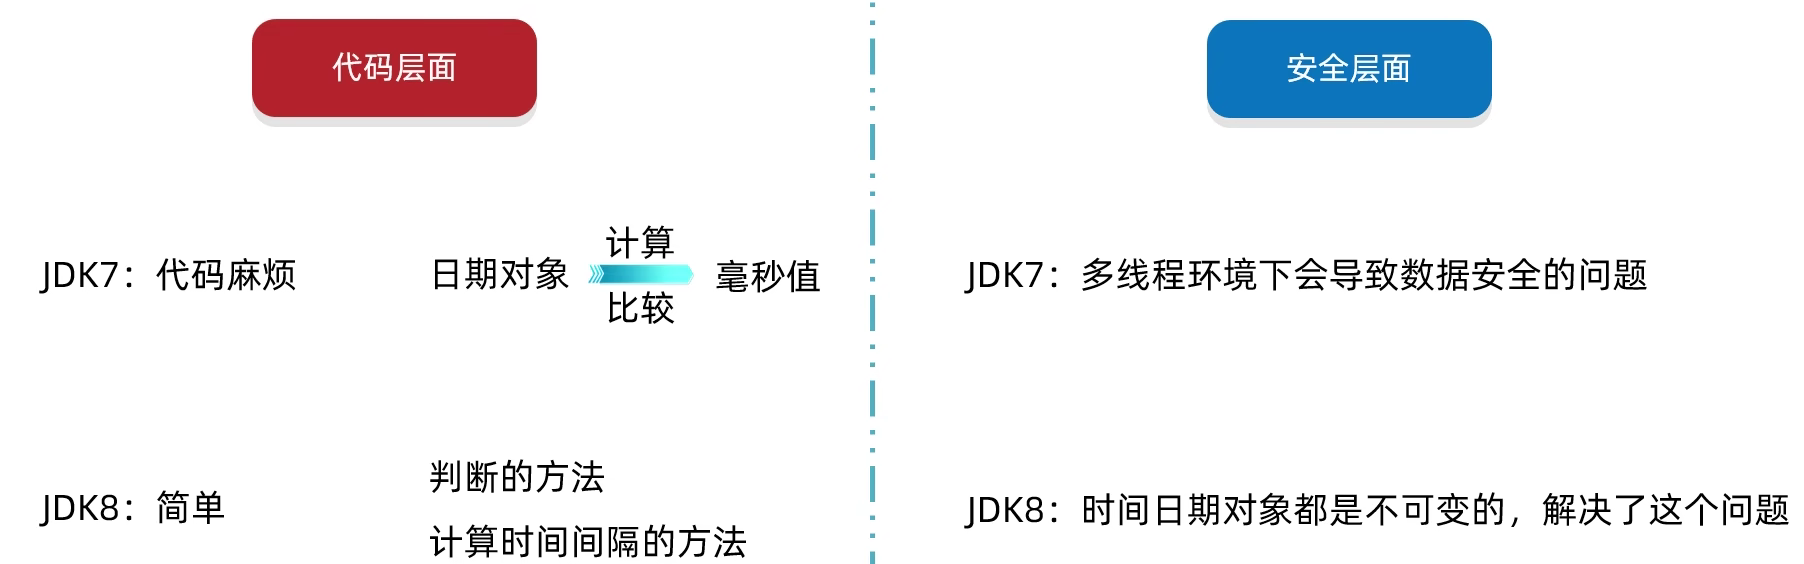 代码层面
JDK7：代码麻烦
日期对象
计算
比较
毫秒值
JDK8：简单
判断的方法
计算时间间隔的方法
安全层面
JDK7：多线程环境下会导致数据安全的问题
JDK8：时间日期对象都是不可变的，解决了这个问题